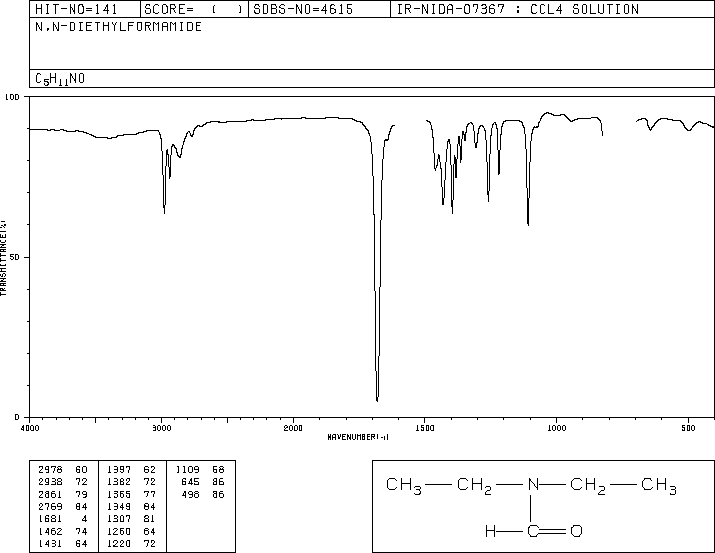 HIT-NO=141 SCORE= ( ) SDBS-NO=4615 IR-NIDA-07367 : CCL4 SOLUTION
N,N-DIETHYLFORMAMIDE
C5H11NO
100
50
0
TRANSMITTANCE(%)
4000 3000 2000 1500 1000 500
WAVENUMBER(-1)
2978 60 1397 62 1109 58
2938 72 1382 72 645 86
2861 79 1365 77 498 86
2769 84 1349 84
1681 4 1307 81
1462 74 1260 64
1431 64 1220 72
CH3 CH2 N CH2 CH3
H C O